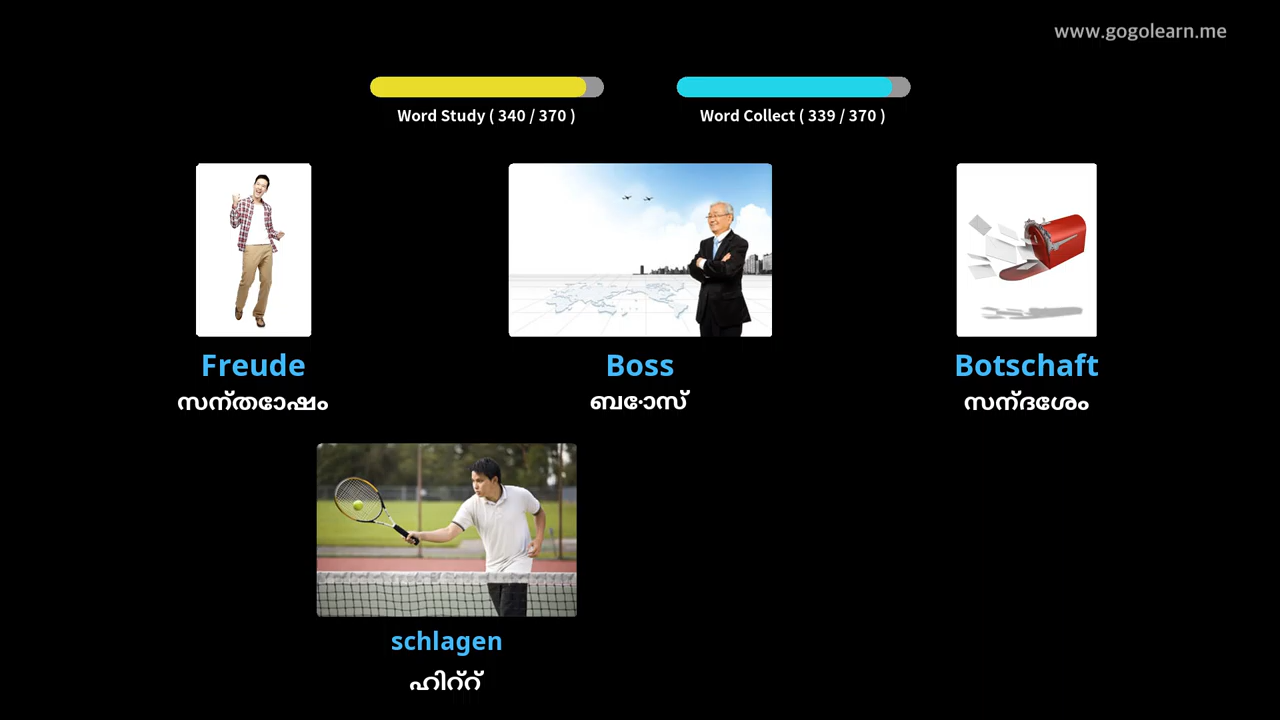 www.gogolearn.me
Word Study ( 340 / 370 )
Word Collect ( 339 / 370 )
Freude
Boss
Botschaft
സന്തോഷം
ബോസ്
സന്ദേശം
schlagen
ഹിറ്റ്